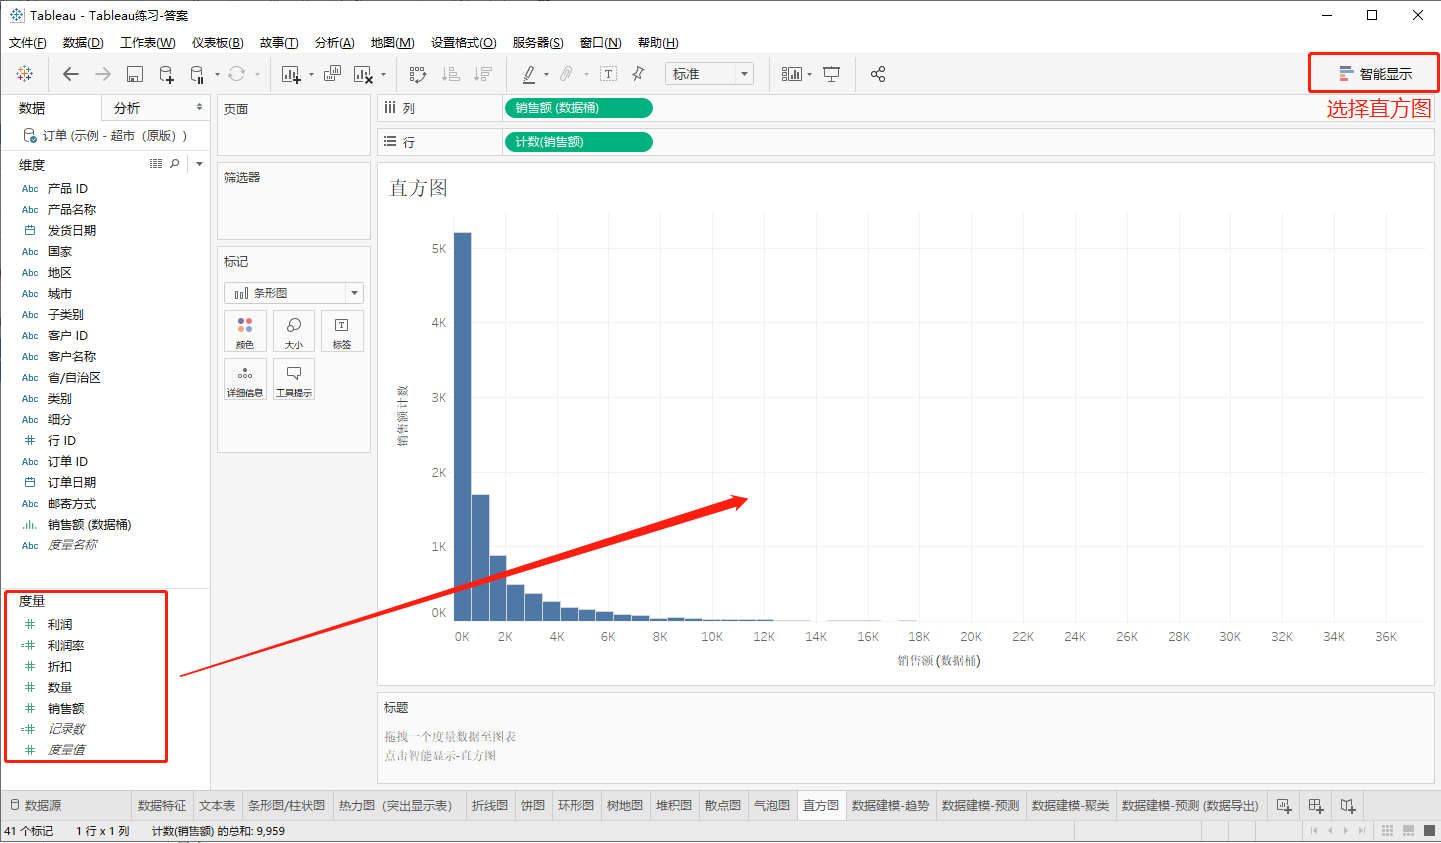 Tableau - Tableau练习-答案
文件(F) 数据(D) 工作表(W) 仪表板(B) 故事(T) 分析(A) 地图(M) 设置格式(O) 服务器(S) 窗口(N) 帮助(H)
标准
智能显示
选择直方图
数据 分析
订单 (示例 - 超市（原版）)
维度
Abc 产品 ID
Abc 产品名称
发货日期
Abc 国家
Abc 地区
Abc 城市
Abc 子类别
Abc 客户 ID
Abc 客户名称
Abc 省/自治区
Abc 类别
Abc 细分
行 ID
Abc 订单 ID
订单日期
Abc 邮寄方式
销售额 (数据桶)
Abc 度量名称
度量
利润
利润率
折扣
数量
销售额
记录数
度量值
页面
筛选器
标记
条形图
颜色 大小 标签
详细信息 工具提示
列 销售额 (数据桶)
行 计数(销售额)
直方图
销售额 计数
5K
4K
3K
2K
1K
0K
0K 2K 4K 6K 8K 10K 12K 14K 16K 18K 20K 22K 24K 26K 28K 30K 32K 34K 36K
销售额 (数据桶)
标题
拖拽一个度量数据至图表
点击智能显示-直方图
数据源 数据特征 文本表 条形图/柱状图 热力图（突出显示表） 折线图 饼图 环形图 树地图 堆积图 散点图 气泡图 直方图 数据建模-趋势 数据建模-预测 数据建模-聚类 数据建模-预测 (数据导出)
41 个标记 1 行 x 1 列 计数(销售额) 的总和: 9,959